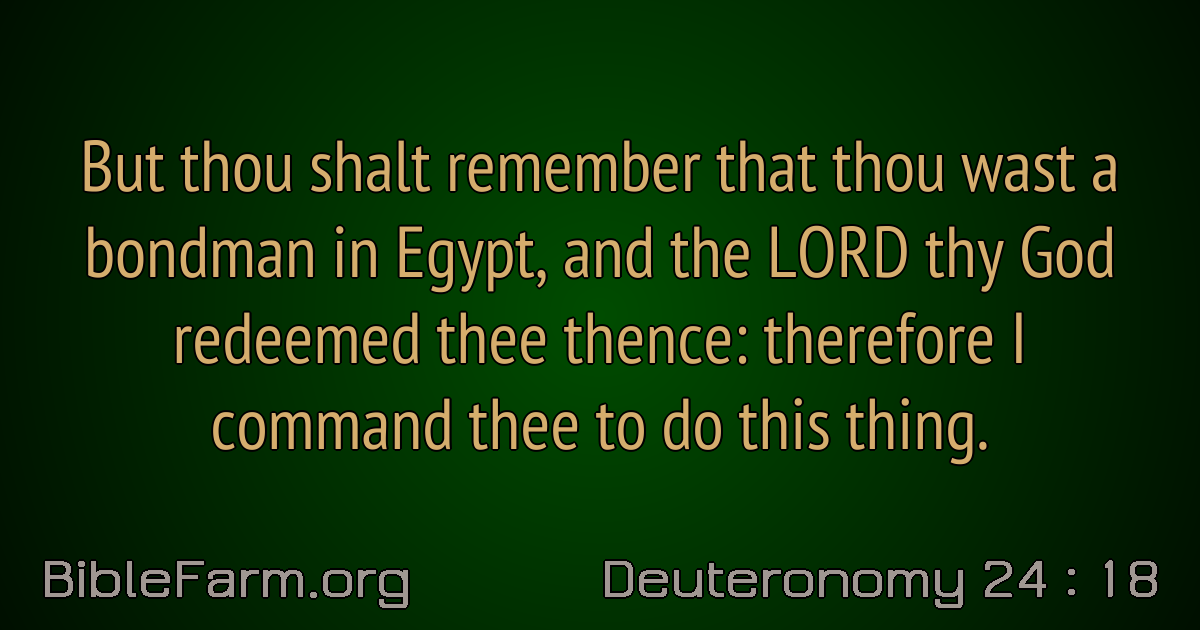 But thou shalt remember that thou wast a
bondman in Egypt, and the LORD thy God
redeemed thee thence: therefore I
command thee to do this thing.
BibleFarm.org
Deuteronomy 24 : 18